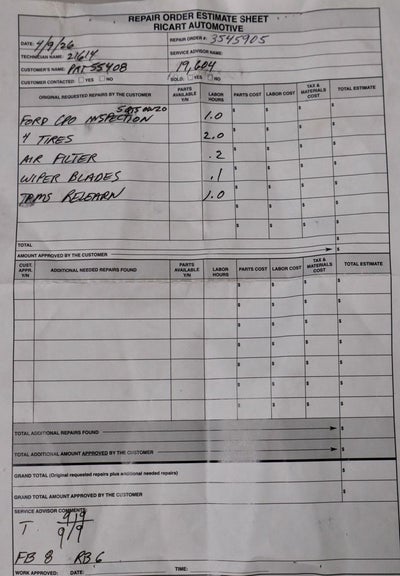 REPAIR ORDER ESTIMATE SHEET
RICART AUTOMOTIVE
DATE: 4/9/26 REPAIR ORDER #: 3545905
TECHNICIAN NAME: 21614 SERVICE ADVISOR NAME:
CUSTOMER'S NAME: PAT 55408 19,604
CUSTOMER CONTACTED: YES NO SOLD: YES NO
ORIGINAL REQUESTED REPAIRS BY THE CUSTOMER PARTS AVAILABLE Y/N LABOR HOURS PARTS COST LABOR COST TAX & MATERIALS COST TOTAL ESTIMATE
FORD CPO INSPECTION 1.0 $ $ $ $
4 TIRES 2.0 $ $ $ $
AIR FILTER .2 $ $ $ $
WIPER BLADES .1 $ $ $ $
TPMS RELEARN 1.0 $ $ $ $
$ $ $ $
TOTAL $
AMOUNT APPROVED BY THE CUSTOMER $
CUST. APPR. Y/N ADDITIONAL NEEDED REPAIRS FOUND PARTS AVAILABLE Y/N LABOR HOURS PARTS COST LABOR COST TAX & MATERIALS COST TOTAL ESTIMATE
$ $ $ $
$ $ $ $
$ $ $ $
$ $ $ $
$ $ $ $
$ $ $ $
$ $ $ $
TOTAL ADDITIONAL REPAIRS FOUND $
TOTAL ADDITIONAL AMOUNT APPROVED BY THE CUSTOMER $
GRAND TOTAL (Original requested repairs plus additional needed repairs) $
GRAND TOTAL AMOUNT APPROVED BY THE CUSTOMER $
SERVICE ADVISOR COMMENTS:
9 9
T.
9 9
FB 8 RB 6
WORK APPROVED: DATE: TIME: